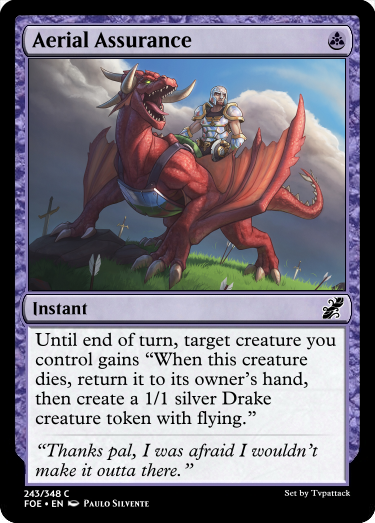 Aerial Assurance
Instant
Until end of turn, target creature you
control gains “When this creature
dies, return it to its owner’s hand,
then create a 1/1 silver Drake
creature token with flying.”
“Thanks pal, I was afraid I wouldn’t
make it outta there.”
243/348 C
FOE • EN Paulo Silvente
Set by Tvpattack